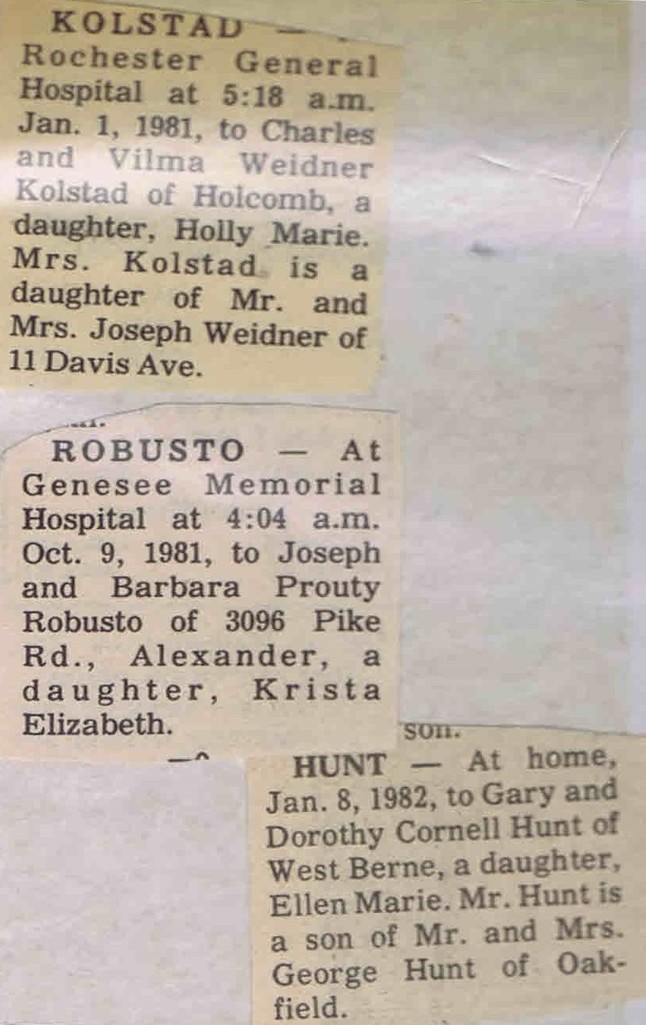 KOLSTAD —
Rochester General
Hospital at 5:18 a.m.
Jan. 1, 1981, to Charles
and Vilma Weidner
Kolstad of Holcomb, a
daughter, Holly Marie.
Mrs. Kolstad is a
daughter of Mr. and
Mrs. Joseph Weidner of
11 Davis Ave.
ROBUSTO — At
Genesee Memorial
Hospital at 4:04 a.m.
Oct. 9, 1981, to Joseph
and Barbara Prouty
Robusto of 3096 Pike
Rd., Alexander, a
daughter, Krista
Elizabeth.
son.
HUNT — At home,
Jan. 8, 1982, to Gary and
Dorothy Cornell Hunt of
West Berne, a daughter,
Ellen Marie. Mr. Hunt is
a son of Mr. and Mrs.
George Hunt of Oak-
field.